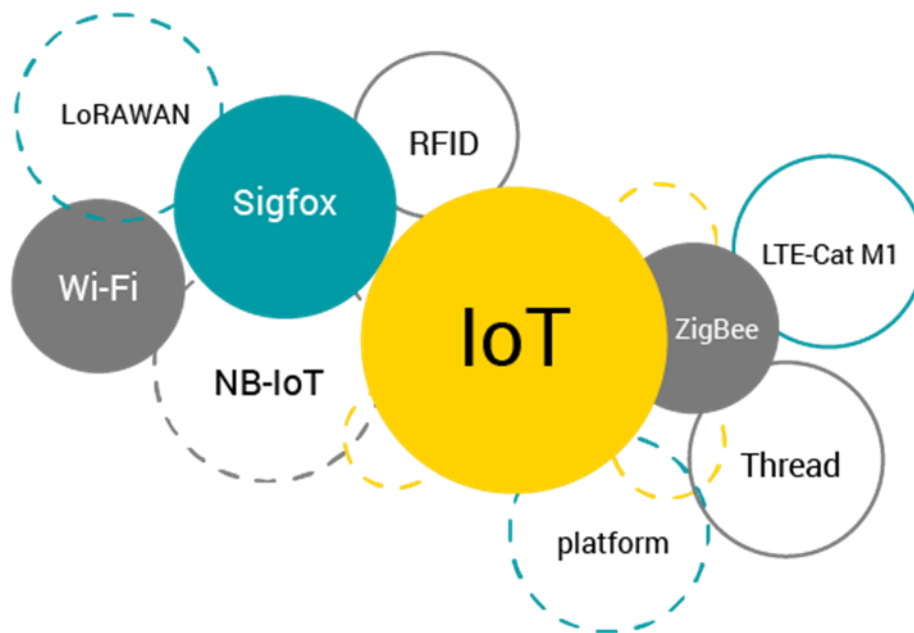 LoRAWAN
RFID
Sigfox
LTE-Cat M1
Wi-Fi
IoT
ZigBee
NB-IoT
Thread
platform